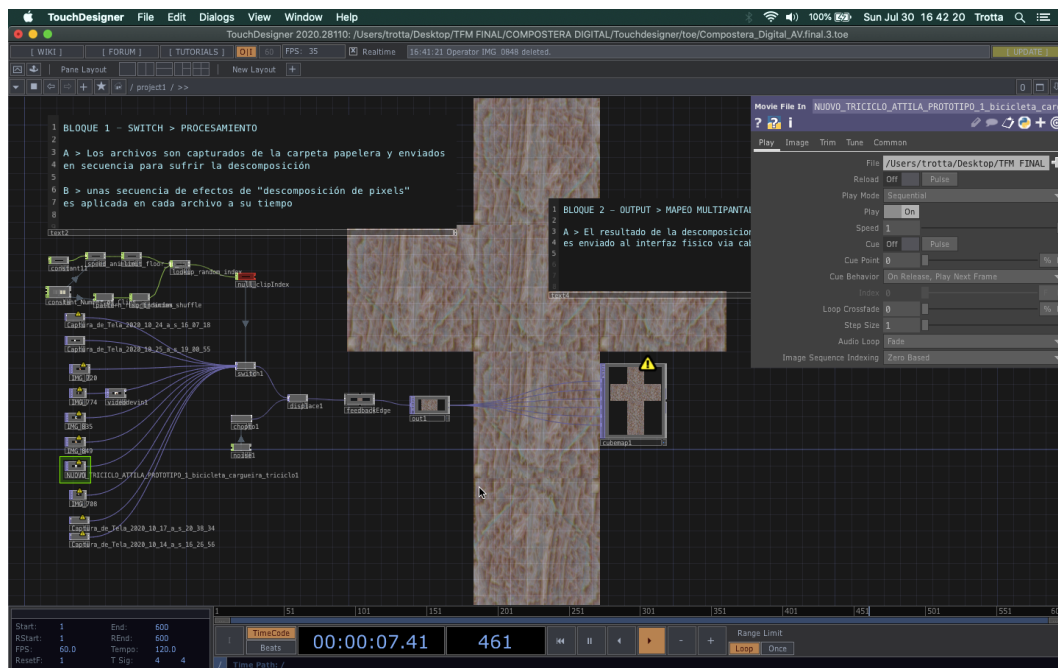 TouchDesigner File Edit Dialogs View Window Help 100% Sun Jul 30 16 42 20 Trotta
TouchDesigner 2020.28110: /Users/trotta/Desktop/TFM FINAL/COMPOSTERA DIGITAL/Touchdesigner/toe/Compostera_Digital_AV.final.3.toe
[ WIKI ] [ FORUM ] [ TUTORIALS ] O|I 60 FPS: 35 Realtime 16:41:21 Operator IMG_0848 deleted. [ UPDATE ]
Pane Layout New Layout +
/ project1 / >>
1 BLOQUE 1 - SWITCH > PROCESAMIENTO
2
3 A > Los archivos son capturados de la carpeta papelera y enviados
4 en secuencia para sufrir la descomposición
5
6 B > unas secuencia de efectos de "descomposición de pixels"
7 es aplicada en cada archivo a su tiempo
8
text2
1 BLOQUE 2 - OUTPUT > MAPEO MULTIPANTAL
2
3 A > El resultado de la descomposicion
4 es enviado al interfaz fisico via cab
5
text4
constant12
lookup_random_index
null_clipIndex
Captura_de_Tela_2020_10_24_a_s_16_07_18
Captura_de_Tela_2020_10_25_a_s_19_00_55
IMG_720
IMG_774 videodevin1
IMG_835
IMG_849
NUOVO_TRICICLO_ATTILA_PROTOTIPO_1_bicicleta_cargueira_triciclo1
IMG_788
Captura_de_Tela_2020_10_17_a_s_20_38_34
Captura_de_Tela_2020_10_14_a_s_16_26_56
switch1
displace1
feedbackEdge
out1
chopto1
noise1
cubemap1
Movie File In NUOVO_TRICICLO_ATTILA_PROTOTIPO_1_bicicleta_carg
Play Image Trim Tune Common
File /Users/trotta/Desktop/TFM FINAL
Reload Off Pulse
Play Mode Sequential
Play On
Speed 1
Cue Off Pulse
Cue Point 0 %
Cue Behavior On Release, Play Next Frame
Index 0
Loop Crossfade 0 %
Step Size 1
Audio Loop Fade
Image Sequence Indexing Zero Based
1 51 101 151 201 251 301 351 401 451 501 551 60
Start: 1 End: 600
RStart: 1 REnd: 600
FPS: 60.0 Tempo: 120.0
ResetF: 1 T Sig: 4 4
TimeCode
Beats
00:00:07.41 461
Range Limit
Loop Once
/ Time Path: /